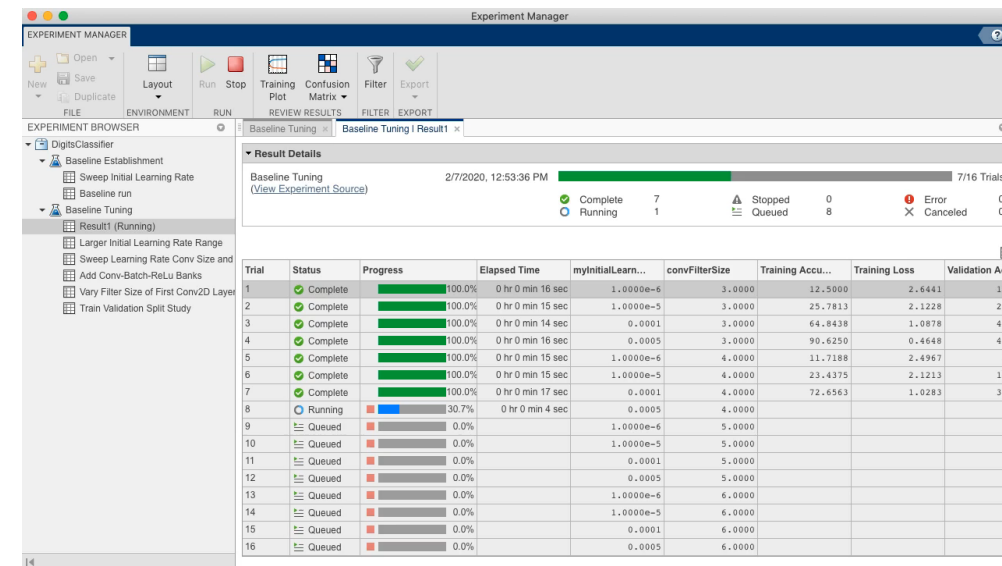 Experiment Manager
EXPERIMENT MANAGER
?
New
Open
Save
Duplicate
Layout
Run
Stop
Training Plot
Confusion Matrix
Filter
Export
FILE
ENVIRONMENT
RUN
REVIEW RESULTS
FILTER
EXPORT
EXPERIMENT BROWSER
DigitsClassifier
Baseline Establishment
Sweep Initial Learning Rate
Baseline run
Baseline Tuning
Result1 (Running)
Larger Initial Learning Rate Range
Sweep Learning Rate Conv Size and
Add Conv-Batch-ReLu Banks
Vary Filter Size of First Conv2D Layer
Train Validation Split Study
Baseline Tuning × Baseline Tuning | Result1 ×
Result Details
Baseline Tuning 2/7/2020, 12:53:36 PM 7/16 Trials
(View Experiment Source)
Complete 7 Stopped 0 Error 0
Running 1 Queued 8 Canceled 0
Trial Status Progress Elapsed Time myInitialLearn... convFilterSize Training Accu... Training Loss Validation A
1 Complete 100.0% 0 hr 0 min 16 sec 1.0000e-6 3.0000 12.5000 2.6441 1
2 Complete 100.0% 0 hr 0 min 15 sec 1.0000e-5 3.0000 25.7813 2.1228 2
3 Complete 100.0% 0 hr 0 min 14 sec 0.0001 3.0000 64.8438 1.0878 4
4 Complete 100.0% 0 hr 0 min 16 sec 0.0005 3.0000 90.6250 0.4648 4
5 Complete 100.0% 0 hr 0 min 15 sec 1.0000e-6 4.0000 11.7188 2.4967
6 Complete 100.0% 0 hr 0 min 15 sec 1.0000e-5 4.0000 23.4375 2.1213 1
7 Complete 100.0% 0 hr 0 min 17 sec 0.0001 4.0000 72.6563 1.0283 3
8 Running 30.7% 0 hr 0 min 4 sec 0.0005 4.0000
9 Queued 0.0% 1.0000e-6 5.0000
10 Queued 0.0% 1.0000e-5 5.0000
11 Queued 0.0% 0.0001 5.0000
12 Queued 0.0% 0.0005 5.0000
13 Queued 0.0% 1.0000e-6 6.0000
14 Queued 0.0% 1.0000e-5 6.0000
15 Queued 0.0% 0.0001 6.0000
16 Queued 0.0% 0.0005 6.0000